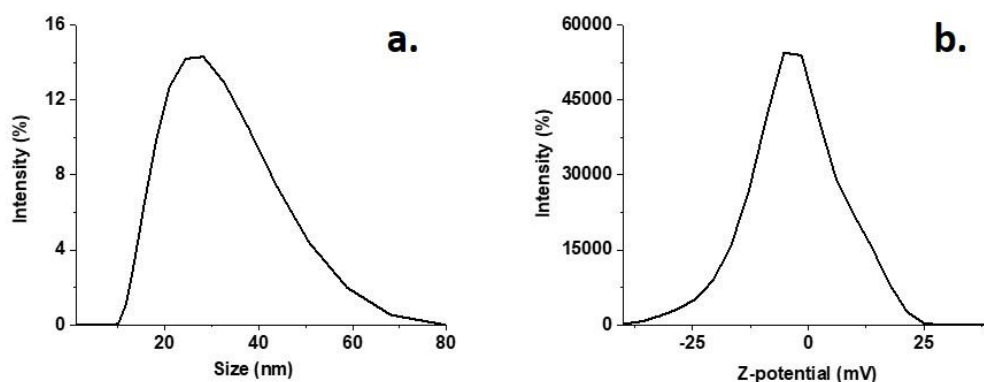 a.
Intensity (%)
16
12
8
4
0
20
40
60
80
Size (nm)
b.
Intensity (%)
60000
45000
30000
15000
0
-25
0
25
Z-potential (mV)